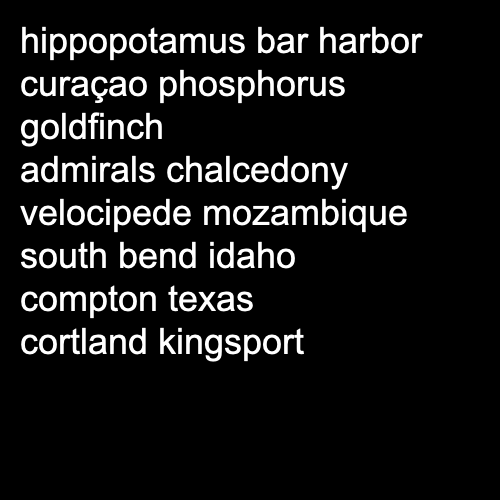 hippopotamus bar harbor
curaçao phosphorus
goldfinch
admirals chalcedony
velocipede mozambique
south bend idaho
compton texas
cortland kingsport